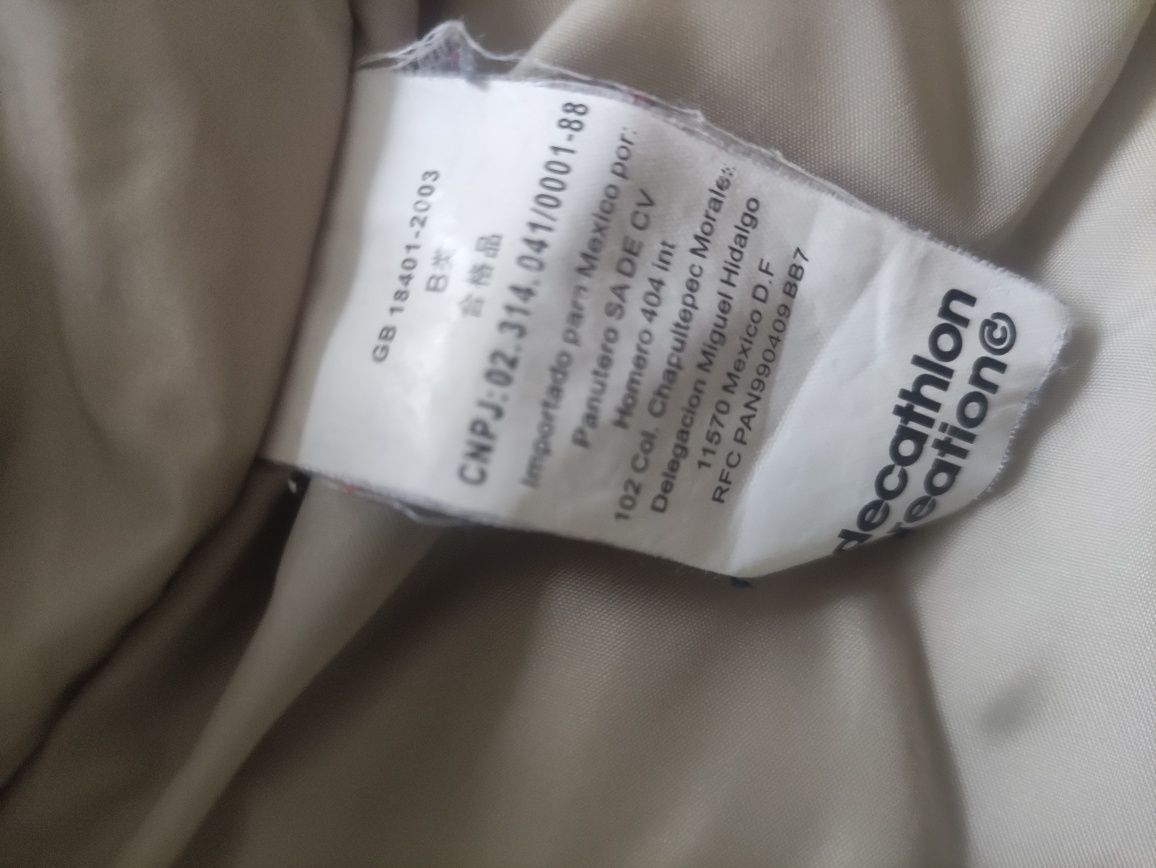 GB 18401-2003
B类
合格品
CNPJ:02.314.041/0001-88
Importado para Mexico por:
Panutero SA DE CV
Homero 404 int
102 Col. Chapultepec Morales:
Delegacion Miguel Hidalgo
11570 Mexico D.F
RFC PAN990409 BB7
decathlon
creation©